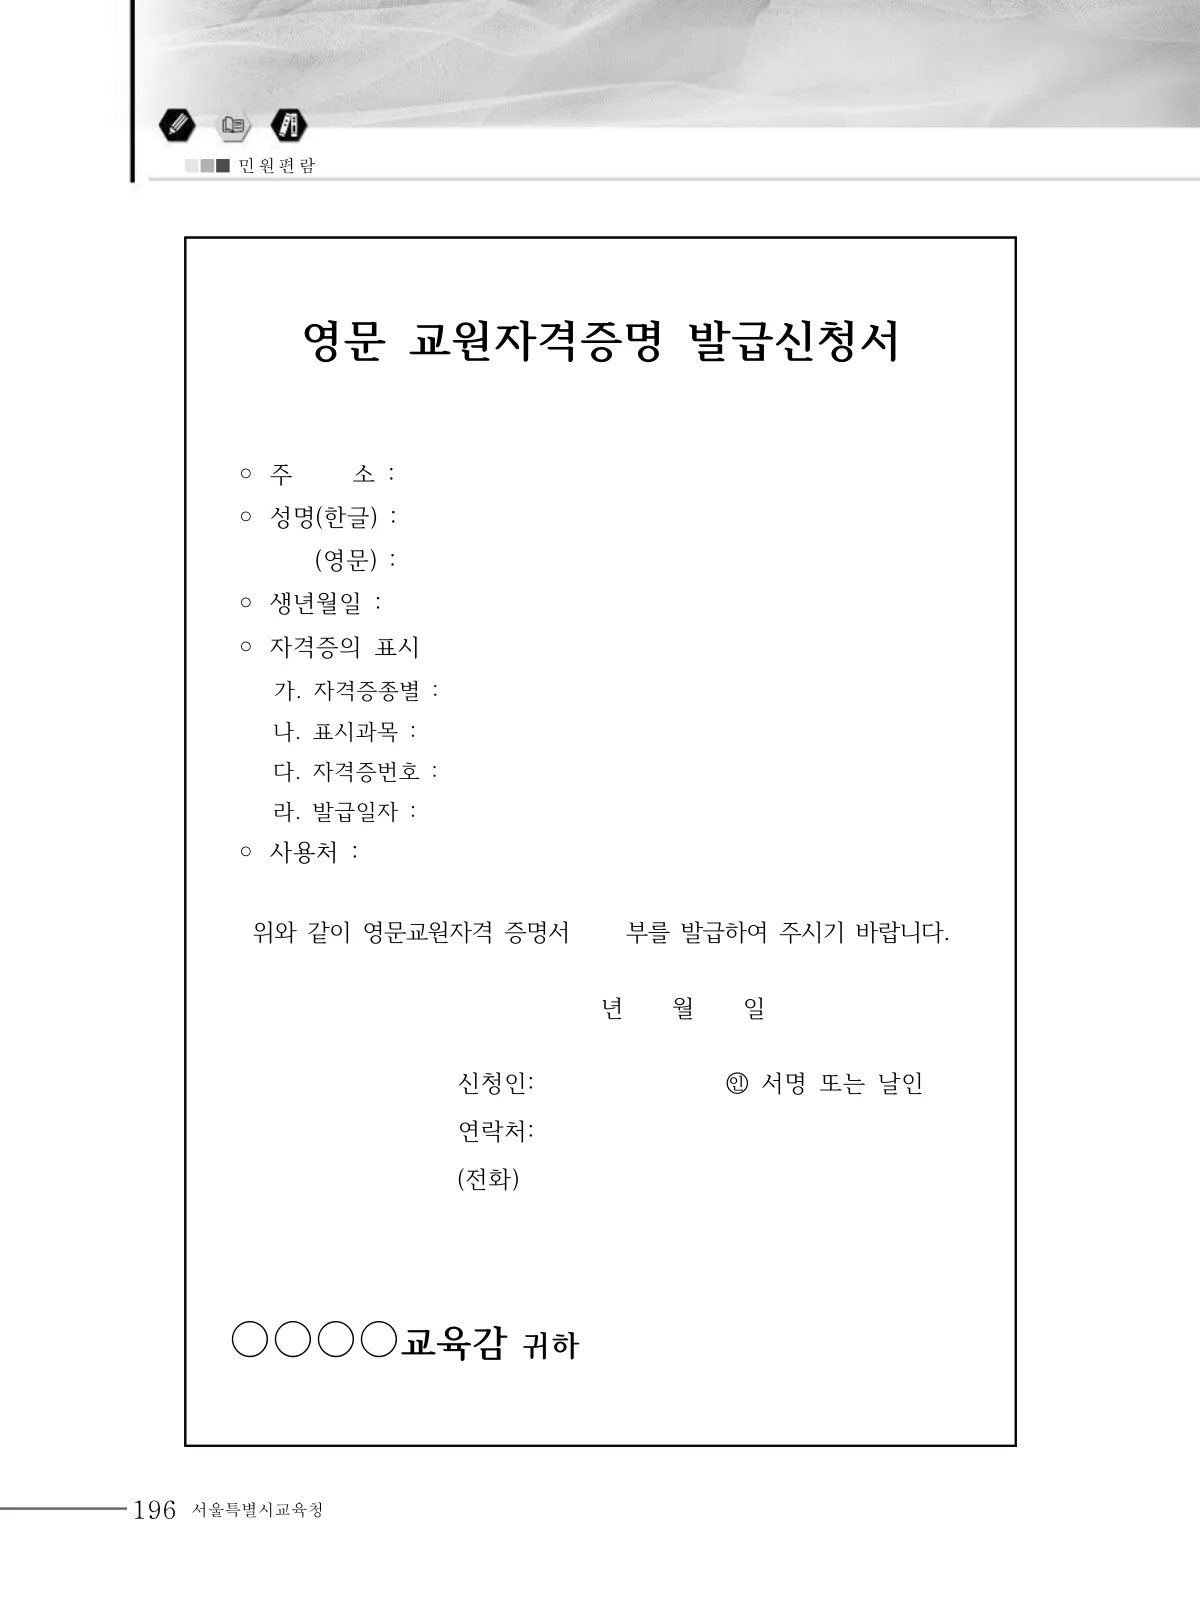 민원편람
영문 교원자격증명 발급신청서
○ 주 소 :
○ 성명(한글) :
(영문) :
○ 생년월일 :
○ 자격증의 표시
가. 자격증종별 :
나. 표시과목 :
다. 자격증번호 :
라. 발급일자 :
○ 사용처 :
위와 같이 영문교원자격 증명서 부를 발급하여 주시기 바랍니다.
년 월 일
신청인: ㉑ 서명 또는 날인
연락처:
(전화)
○○○○교육감 귀하
196 서울특별시교육청